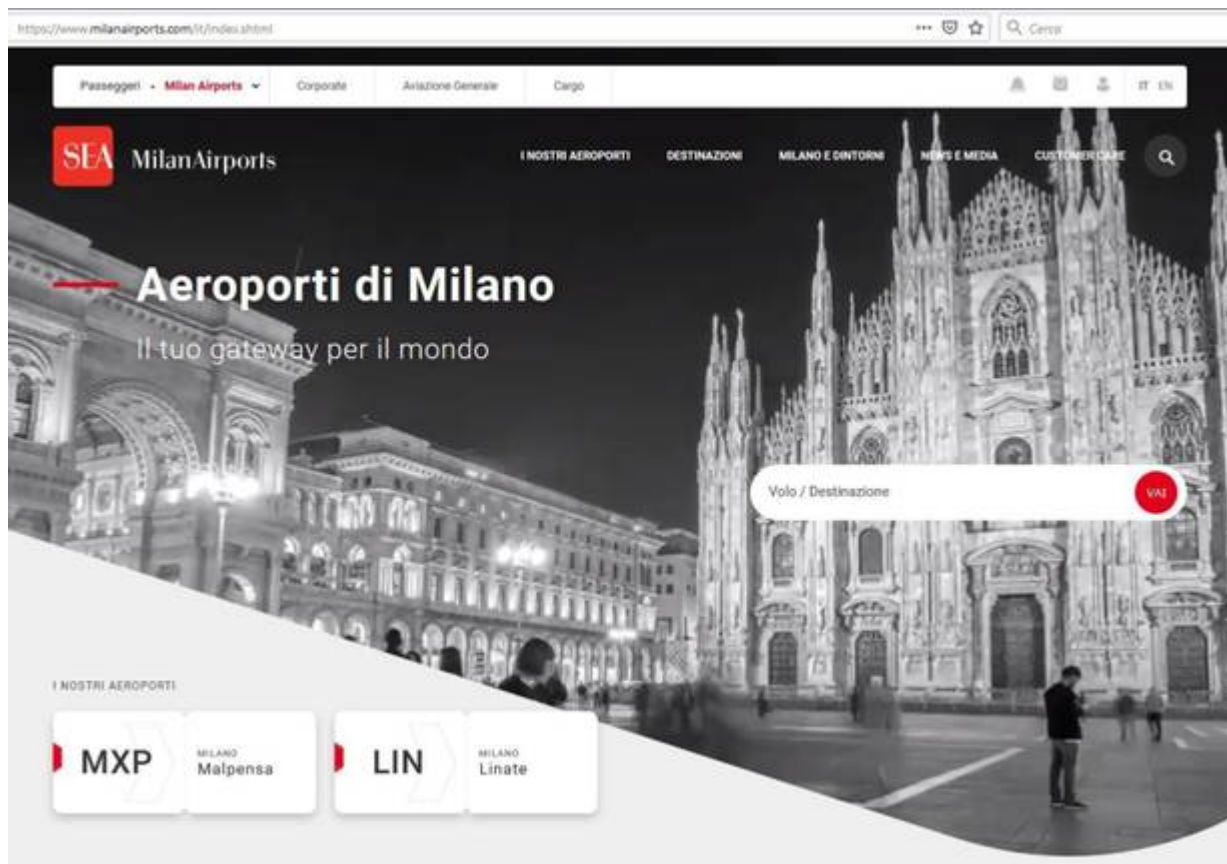 https://www.milanairports.com/it/index.shtml
Cerca
Passeggeri - Milan Airports
Corporate
Aviazione Generale
Cargo
IT EN
SEA MilanAirports
I NOSTRI AEROPORTI
DESTINAZIONI
MILANO E DINTORNI
NEWS E MEDIA
CUSTOMER CARE
Aeroporti di Milano
Il tuo gateway per il mondo
Volo / Destinazione
VAI
I NOSTRI AEROPORTI
MXP
MILANO
Malpensa
LIN
MILANO
Linate